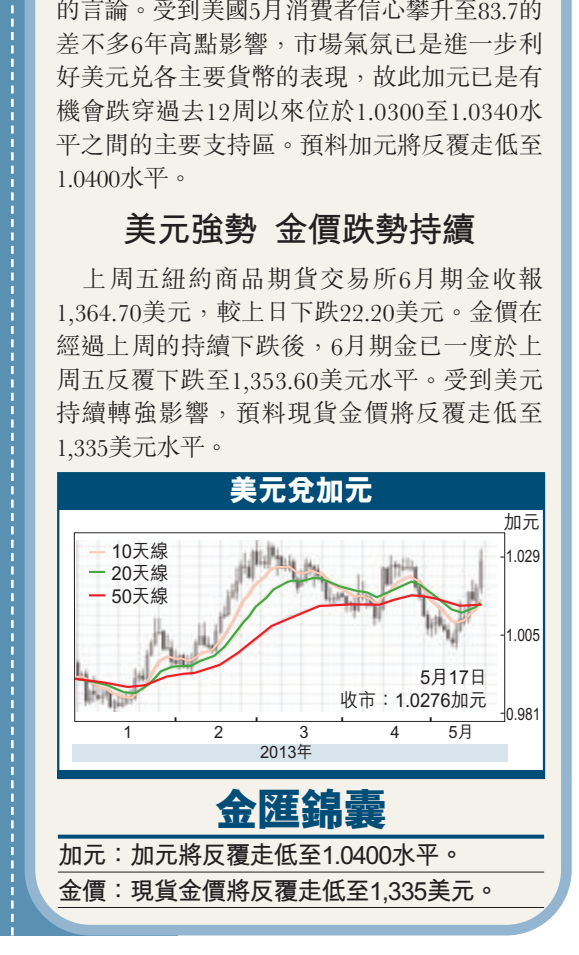 的言論。受到美國5月消費者信心攀升至83.7的
差不多6年高點影響，市場氣氛已是進一步利
好美元兌各主要貨幣的表現，故此加元已是有
機會跌穿過去12周以來位於1.0300至1.0340水
平之間的主要支持區。預料加元將反覆走低至
1.0400水平。
美元強勢 金價跌勢持續
上周五紐約商品期貨交易所6月期金收報
1,364.70美元，較上日下跌22.20美元。金價在
經過上周的持續下跌後，6月期金已一度於上
周五反覆下跌至1,353.60美元水平。受到美元
持續轉強影響，預料現貨金價將反覆走低至
1,335美元水平。
美元兌加元
加元
10天線
20天線
50天線
1.029
1.005
0.981
5月17日
收市：1.0276加元
1 2 3 4 5月
2013年
金匯錦囊
加元：加元將反覆走低至1.0400水平。
金價：現貨金價將反覆走低至1,335美元。